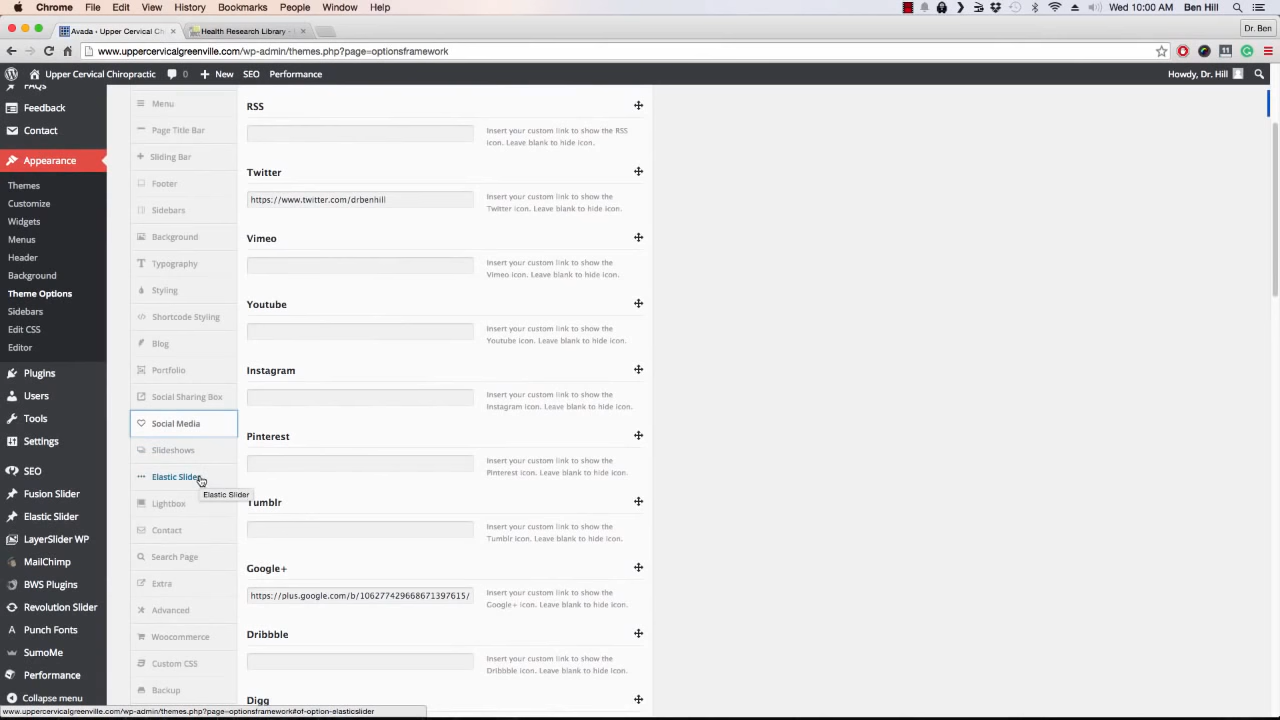 Chrome File Edit View History Bookmarks People Window Help Wed 10:00 AM Ben Hill
Avada - Upper Cervical Ch Health Research Library - Dr. Ben
www.uppercervicalgreenville.com/wp-admin/themes.php?page=optionsframework
Upper Cervical Chiropractic 0 New SEO Performance Howdy, Dr. Hill
FAQs
Feedback
Contact
Appearance
Themes
Customize
Widgets
Menus
Header
Background
Theme Options
Sidebars
Edit CSS
Editor
Plugins
Users
Tools
Settings
SEO
Fusion Slider
Elastic Slider
LayerSlider WP
MailChimp
BWS Plugins
Revolution Slider
Punch Fonts
SumoMe
Performance
Collapse menu
Menu
Page Title Bar
Sliding Bar
Footer
Sidebars
Background
Typography
Styling
Shortcode Styling
Blog
Portfolio
Social Sharing Box
Social Media
Slideshows
Elastic Slider
Elastic Slider
Lightbox
Contact
Search Page
Extra
Advanced
Woocommerce
Custom CSS
Backup
RSS
Insert your custom link to show the RSS
icon. Leave blank to hide icon.
Twitter
https://www.twitter.com/drbenhill
Insert your custom link to show the
Twitter icon. Leave blank to hide icon.
Vimeo
Insert your custom link to show the
Vimeo icon. Leave blank to hide icon.
Youtube
Insert your custom link to show the
Youtube icon. Leave blank to hide icon.
Instagram
Insert your custom link to show the
Instagram icon. Leave blank to hide icon.
Pinterest
Insert your custom link to show the
Pinterest icon. Leave blank to hide icon.
Tumblr
Insert your custom link to show the
Tumblr icon. Leave blank to hide icon.
Google+
https://plus.google.com/b/106277429668671397615/
Insert your custom link to show the
Google+ icon. Leave blank to hide icon.
Dribbble
Insert your custom link to show the
Dribbble icon. Leave blank to hide icon.
Digg
www.uppercervicalgreenville.com/wp-admin/themes.php?page=optionsframework#of-option-elasticslider